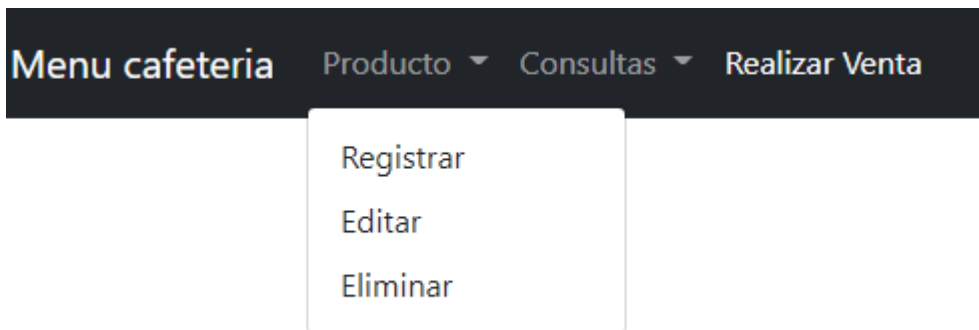 Menu cafeteria Producto Consultas Realizar Venta
Registrar
Editar
Eliminar